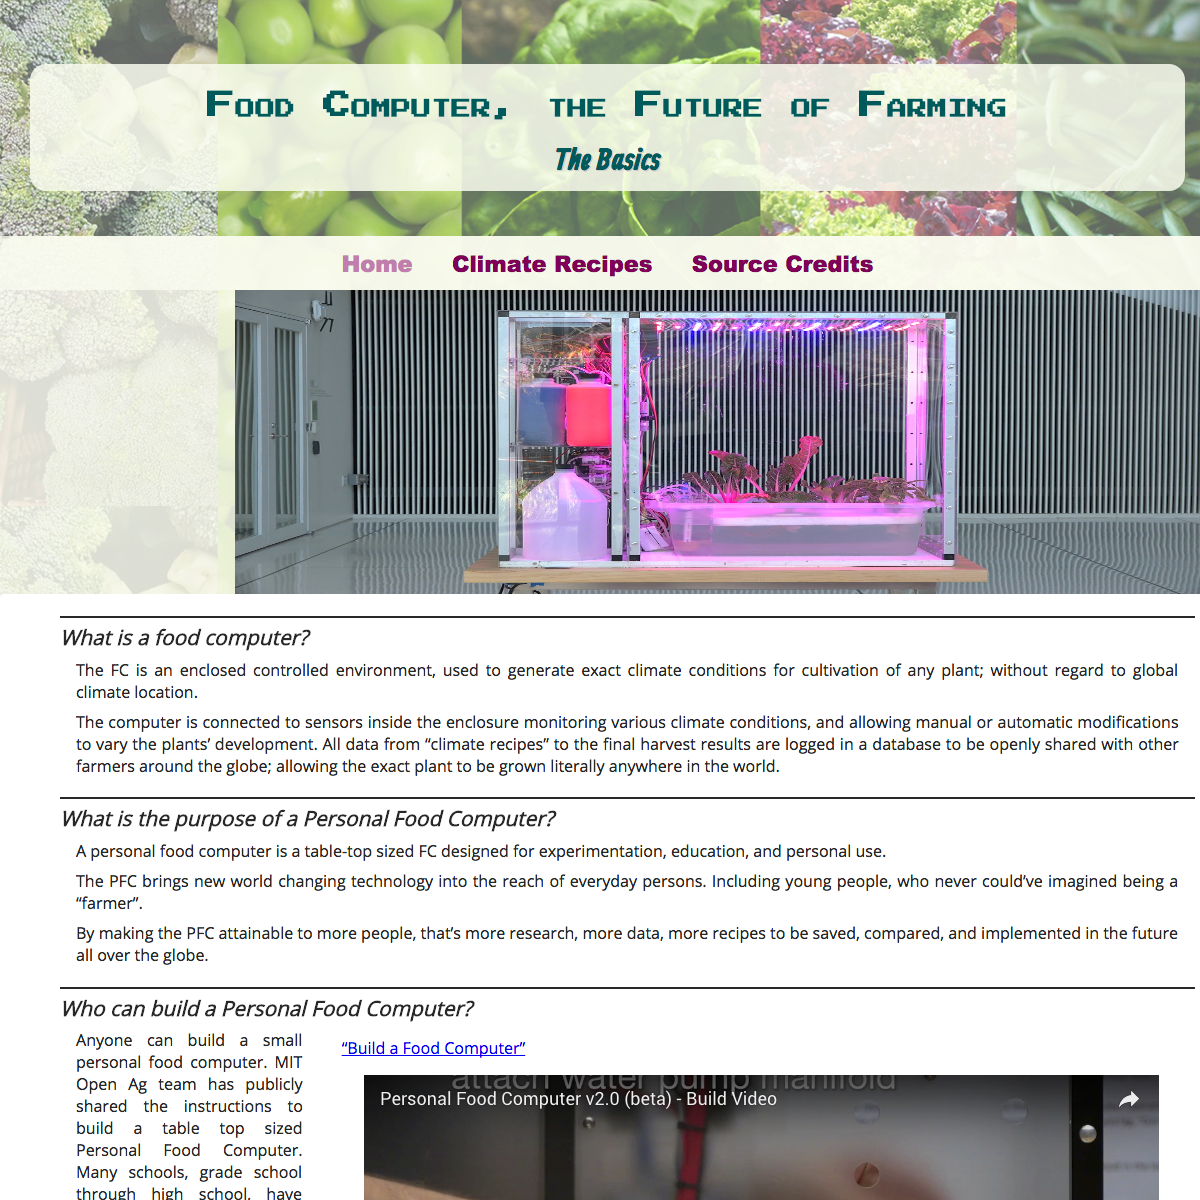 Food Computer, the Future of Farming
The Basics
Home Climate Recipes Source Credits
What is a food computer?
The FC is an enclosed controlled environment, used to generate exact climate conditions for cultivation of any plant; without regard to global
climate location.
The computer is connected to sensors inside the enclosure monitoring various climate conditions, and allowing manual or automatic modifications
to vary the plants’ development. All data from “climate recipes” to the final harvest results are logged in a database to be openly shared with other
farmers around the globe; allowing the exact plant to be grown literally anywhere in the world.
What is the purpose of a Personal Food Computer?
A personal food computer is a table-top sized FC designed for experimentation, education, and personal use.
The PFC brings new world changing technology into the reach of everyday persons. Including young people, who never could’ve imagined being a
“farmer”.
By making the PFC attainable to more people, that’s more research, more data, more recipes to be saved, compared, and implemented in the future
all over the globe.
Who can build a Personal Food Computer?
Anyone can build a small
personal food computer. MIT
Open Ag team has publicly
shared the instructions to
build a table top sized
Personal Food Computer.
Many schools, grade school
through high school, have
“Build a Food Computer”
attach water pump manifold
Personal Food Computer v2.0 (beta) - Build Video